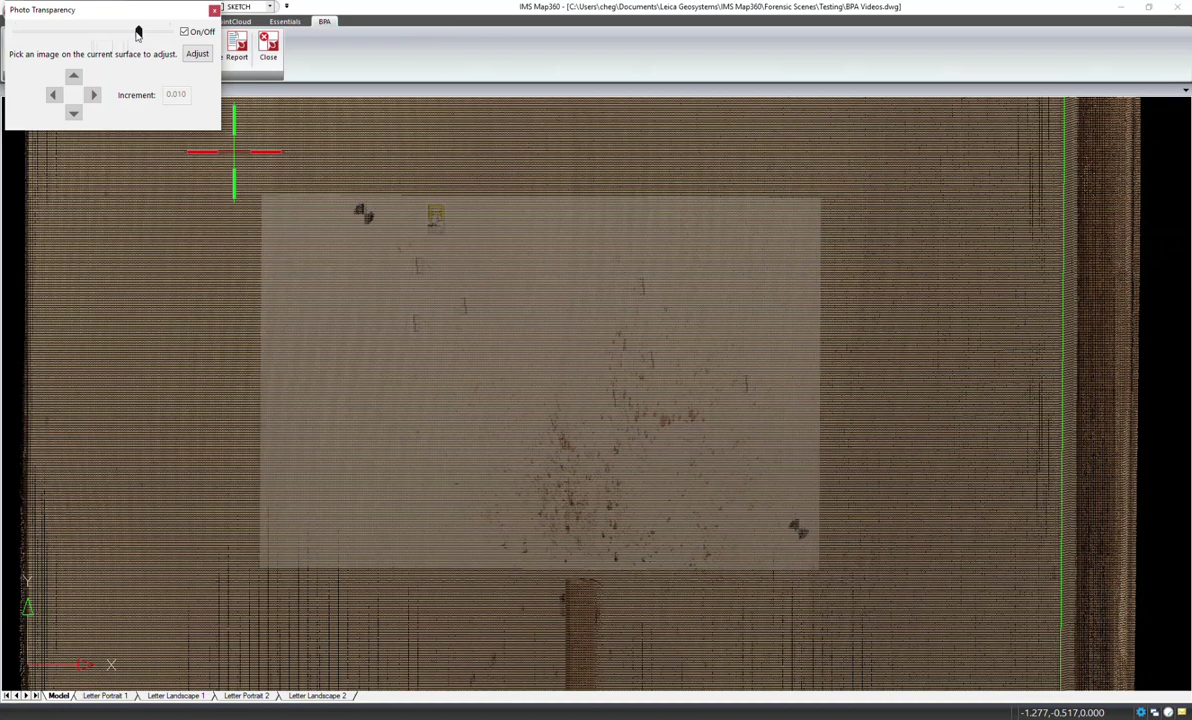 Photo Transparency
SKETCH
IMS Map360 - [C:\Users\cheg\Documents\Leica Geosystems\IMS Map360\Forensic Scenes\Testing\BPA Videos.dwg]
ointCloud Essentials BPA
On/Off
Pick an image on the current surface to adjust. Adjust
Report Close
Increment: 0.010
Y
X
Model Letter Portrait 1 Letter Landscape 1 Letter Portrait 2 Letter Landscape 2
-1.277,-0.517,0.000